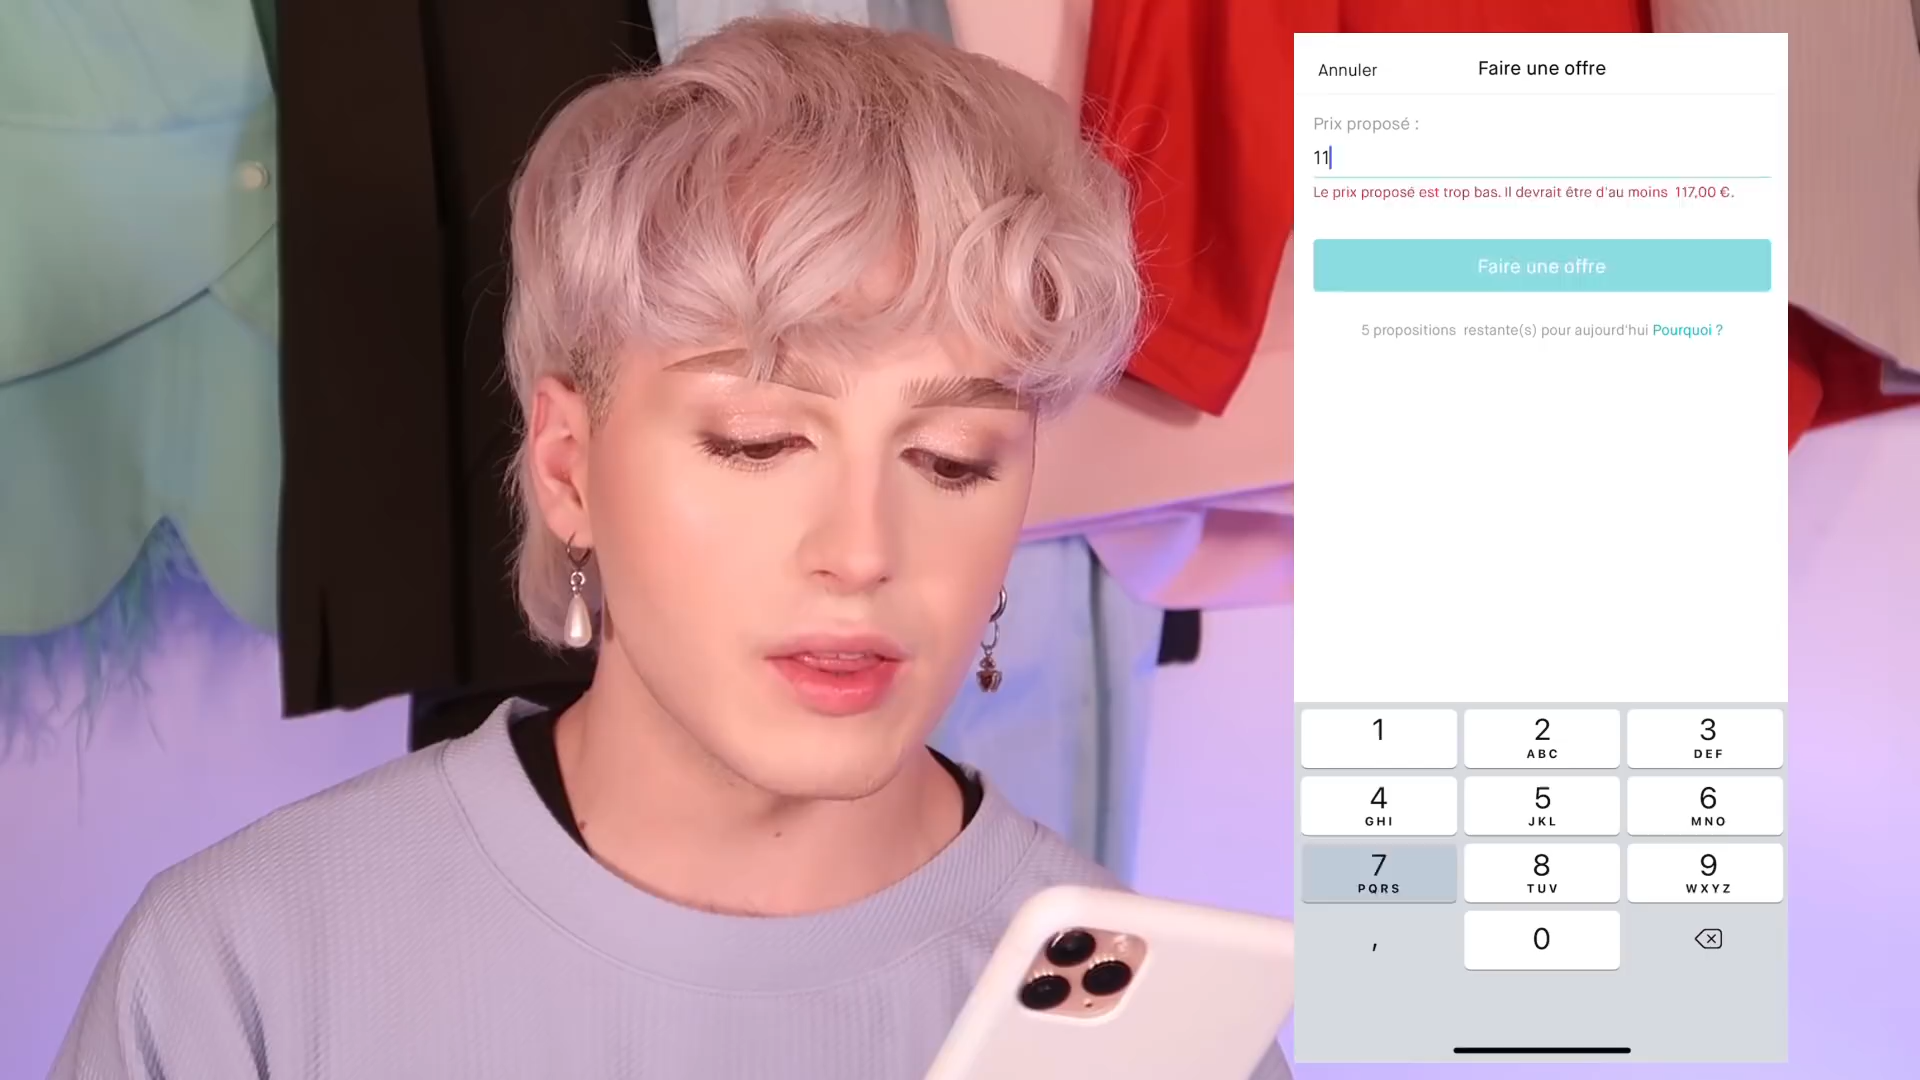 Annuler Faire une offre
Prix proposé :
11
Le prix proposé est trop bas. Il devrait être d'au moins 117,00 €.
Faire une offre
5 propositions restante(s) pour aujourd'hui Pourquoi ?
1 2 3
ABC DEF
4 5 6
GHI JKL MNO
7 8 9
PQRS TUV WXYZ
, 0